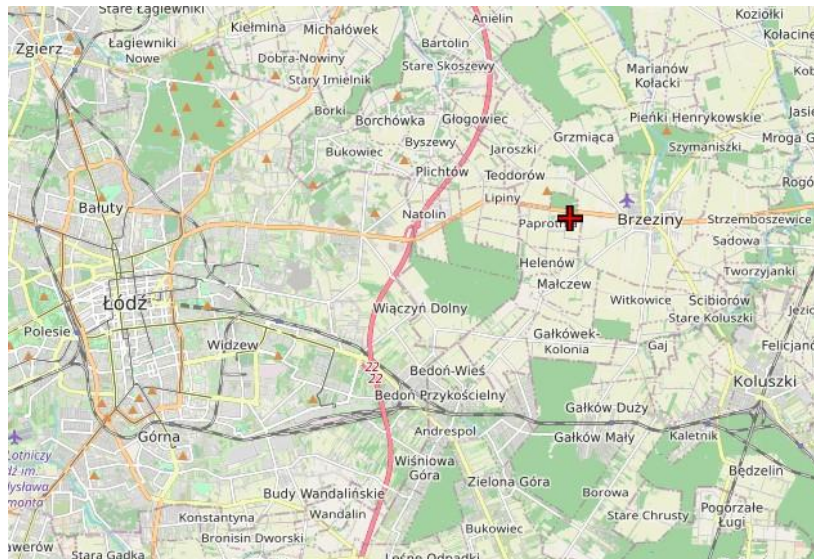 Stare Łagiewniki
Anielin
Koziołki
Kiełmina
Michałówek
Kołacine
Łagiewniki
Nowe
Bartolin
Zgierz
Dobra-Nowiny
Stare Skoszewy
Marianów
Kołacki
Stary Imielnik
Borki
Borchówka
Głogowiec
Pieńki Henrykowskie
Grzmiąca
Mroga
Byszewy
Szymaniszki
Bukowiec
Jaroszki
Plichtów
Teodorów
Bałuty
Lipiny
Natolin
Brzeziny
Strzemboszewice
Sadowa
Helenów
Tworzyjanki
Małczew
Łódź
Wiączyń Dolny
Witkowice
Ścibiorów
Stare Koluszki
Polesie
Widzew
Gałkówek-
Kolonia
Gaj
22
22
Bedoń-Wieś
Koluszki
Bedoń Przykościelny
Gałków Duży
Andrespol
Gałków Mały
Kaletnik
Górna
Wiśniowa
Góra
Zielona Góra
Będzelin
Budy Wandalińskie
Borowa
Konstantyna
Wandalin
Stare Chrusty
Pogorzałe
Ługi
Bukowiec
Bronisin Dworski
Stara Gadka